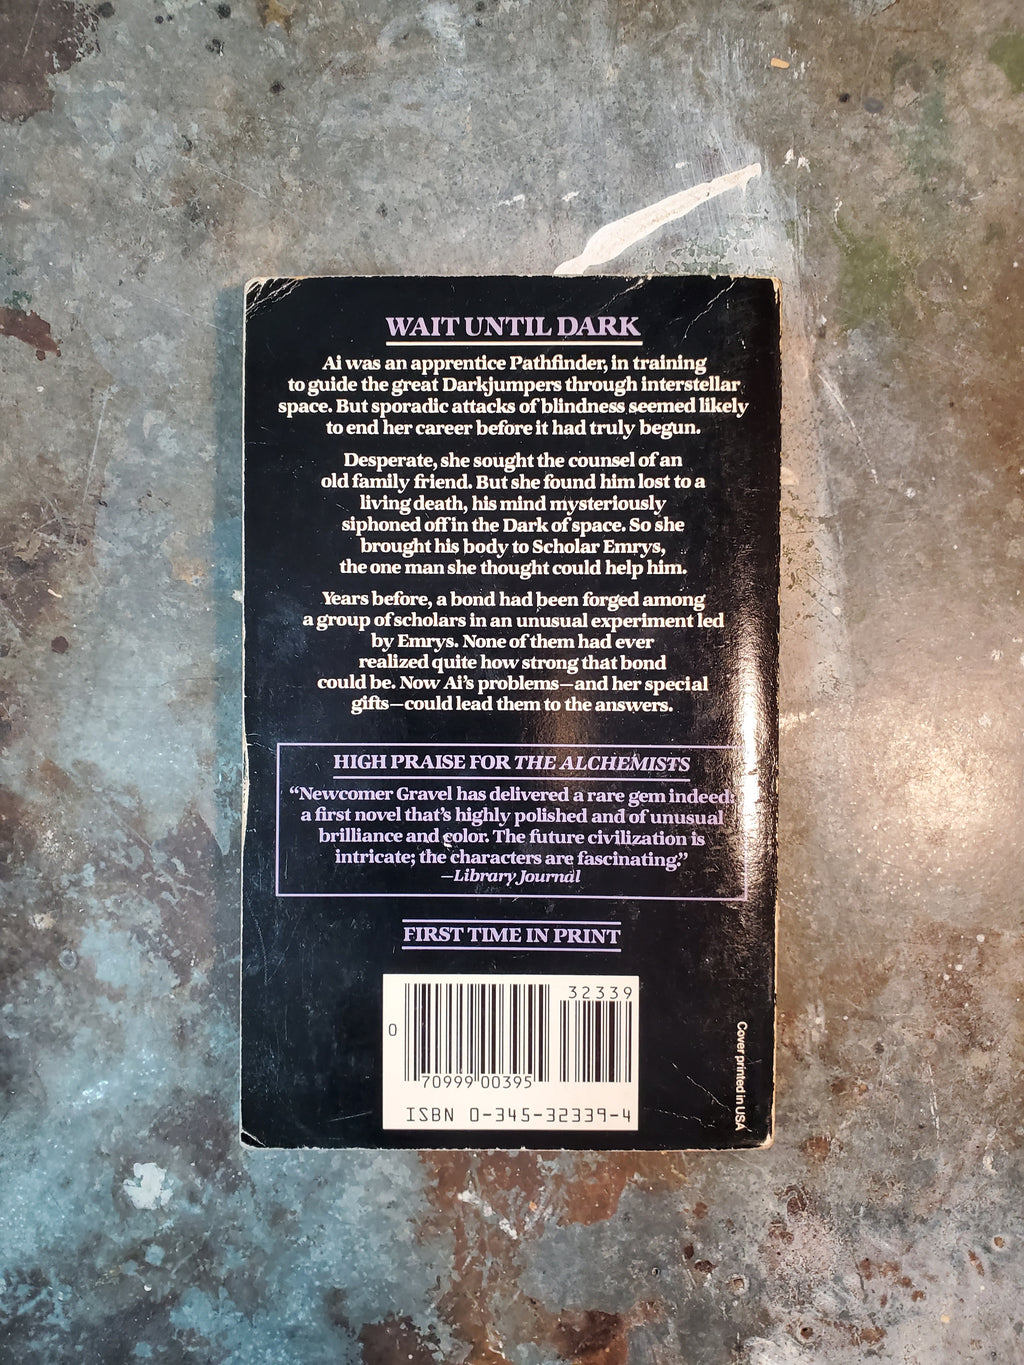 WAIT UNTIL DARK
Ai was an apprentice Pathfinder, in training
to guide the great Darkjumpers through interstellar
space. But sporadic attacks of blindness seemed likely
to end her career before it had truly begun.
Desperate, she sought the counsel of an
old family friend. But she found him lost to a
living death, his mind mysteriously
siphoned off in the Dark of space. So she
brought his body to Scholar Emrys,
the one man she thought could help him.
Years before, a bond had been forged among
a group of scholars in an unusual experiment led
by Emrys. None of them had ever
realized quite how strong that bond
could be. Now Ai's problems—and her special
gifts—could lead them to the answers.
HIGH PRAISE FOR THE ALCHEMISTS
“Newcomer Gravel has delivered a rare gem indeed:
a first novel that's highly polished and of unusual
brilliance and color. The future civilization is
intricate; the characters are fascinating.”
—Library Journal
FIRST TIME IN PRINT
32339
0
70999 00395
ISBN 0-345-32339-4
Cover printed in USA